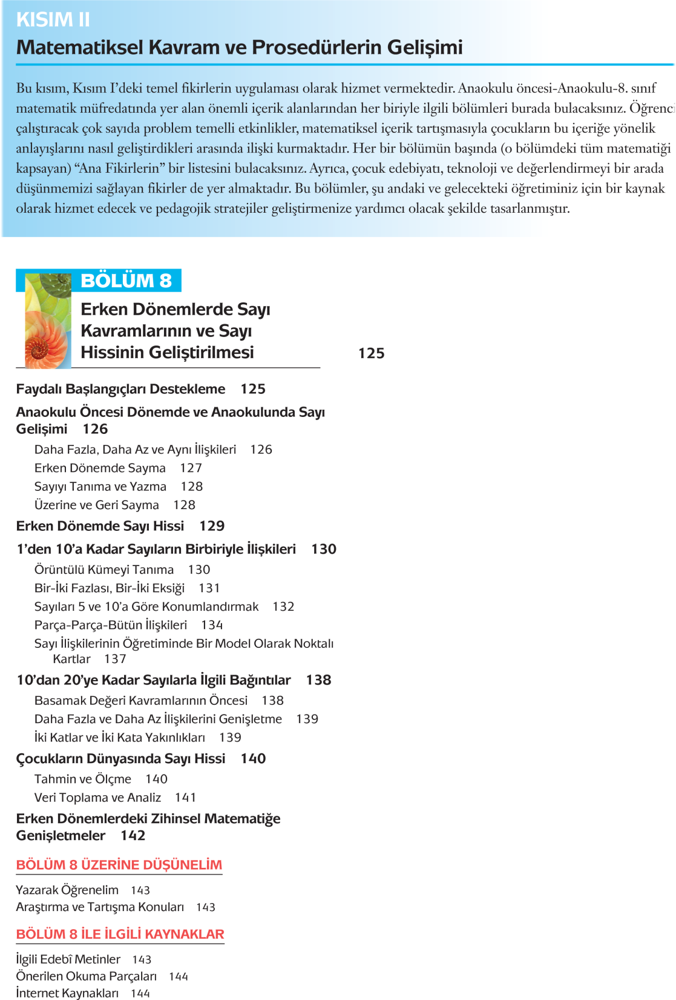 KISIM II
Matematiksel Kavram ve Prosedürlerin Gelişimi
Bu kısım, Kısım I’deki temel fikirlerin uygulaması olarak hizmet vermektedir. Anaokulu öncesi-Anaokulu-8. sınıf
matematik müfredatında yer alan önemli içerik alanlarından her biriyle ilgili bölümleri burada bulacaksınız. Öğrenci
çalıştıracak çok sayıda problem temelli etkinlikler, matematiksel içerik tartışmasıyla çocukların bu içeriğe yönelik
anlayışlarını nasıl geliştirdikleri arasında ilişki kurmaktadır. Her bir bölümün başında (o bölümdeki tüm matematiği
kapsayan) “Ana Fikirlerin” bir listesini bulacaksınız. Ayrıca, çocuk edebiyatı, teknoloji ve değerlendirmeyi bir arada
düşünmemizi sağlayan fikirler de yer almaktadır. Bu bölümler, şu andaki ve gelecekteki öğretiminiz için bir kaynak
olarak hizmet edecek ve pedagojik stratejiler geliştirmenize yardımcı olacak şekilde tasarlanmıştır.
BÖLÜM 8
Erken Dönemlerde Sayı
Kavramlarının ve Sayı
Hissinin Geliştirilmesi 125
Faydalı Başlangıçları Destekleme 125
Anaokulu Öncesi Dönemde ve Anaokulunda Sayı
Gelişimi 126
Daha Fazla, Daha Az ve Aynı İlişkileri 126
Erken Dönemde Sayma 127
Sayıyı Tanıma ve Yazma 128
Üzerine ve Geri Sayma 128
Erken Dönemde Sayı Hissi 129
1’den 10’a Kadar Sayıların Birbiriyle İlişkileri 130
Örüntülü Kümeyi Tanıma 130
Bir-İki Fazlası, Bir-İki Eksiği 131
Sayıları 5 ve 10’a Göre Konumlandırmak 132
Parça-Parça-Bütün İlişkileri 134
Sayı İlişkilerinin Öğretiminde Bir Model Olarak Noktalı
Kartlar 137
10’dan 20’ye Kadar Sayılarla İlgili Bağıntılar 138
Basamak Değeri Kavramlarının Öncesi 138
Daha Fazla ve Daha Az İlişkilerini Genişletme 139
İki Katlar ve İki Kata Yakınlıkları 139
Çocukların Dünyasında Sayı Hissi 140
Tahmin ve Ölçme 140
Veri Toplama ve Analiz 141
Erken Dönemlerdeki Zihinsel Matematiğe
Genişletmeler 142
BÖLÜM 8 ÜZERİNE DÜŞÜNELİM
Yazarak Öğrenelim 143
Araştırma ve Tartışma Konuları 143
BÖLÜM 8 İLE İLGİLİ KAYNAKLAR
İlgili Edebî Metinler 143
Önerilen Okuma Parçaları 144
İnternet Kaynakları 144